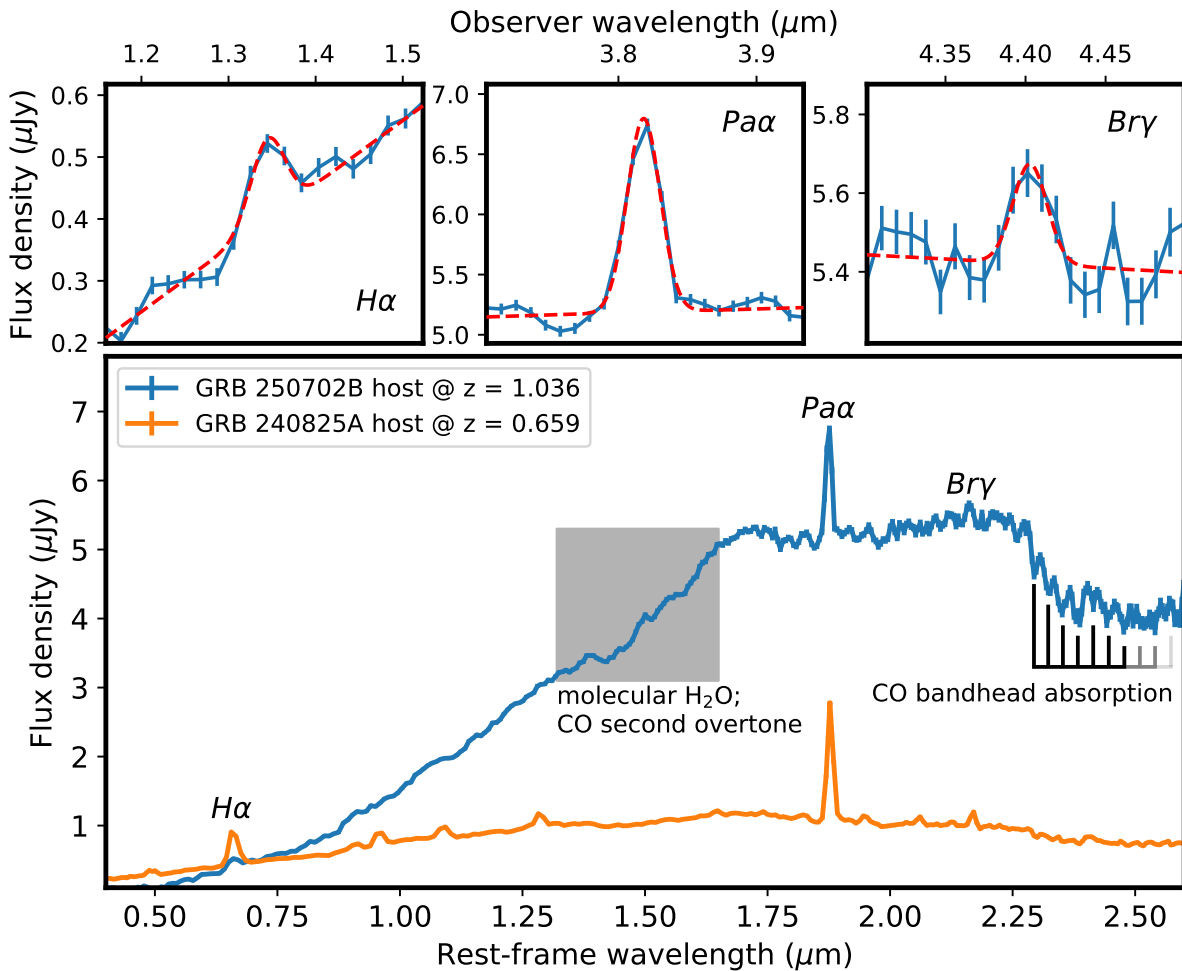 Observer wavelength (μm)
1.2 1.3 1.4 1.5 3.8 3.9 4.35 4.40 4.45
Flux density (μJy)
0.6
0.5
0.4
0.3
0.2
Hα
7.0
6.5
6.0
5.5
5.0
Paα
5.8
5.6
5.4
Brγ
GRB 250702B host @ z = 1.036
GRB 240825A host @ z = 0.659
Flux density (μJy)
7
6
5
4
3
2
1
Paα
Brγ
molecular H₂O;
CO second overtone
CO bandhead absorption
Hα
0.50 0.75 1.00 1.25 1.50 1.75 2.00 2.25 2.50
Rest-frame wavelength (μm)